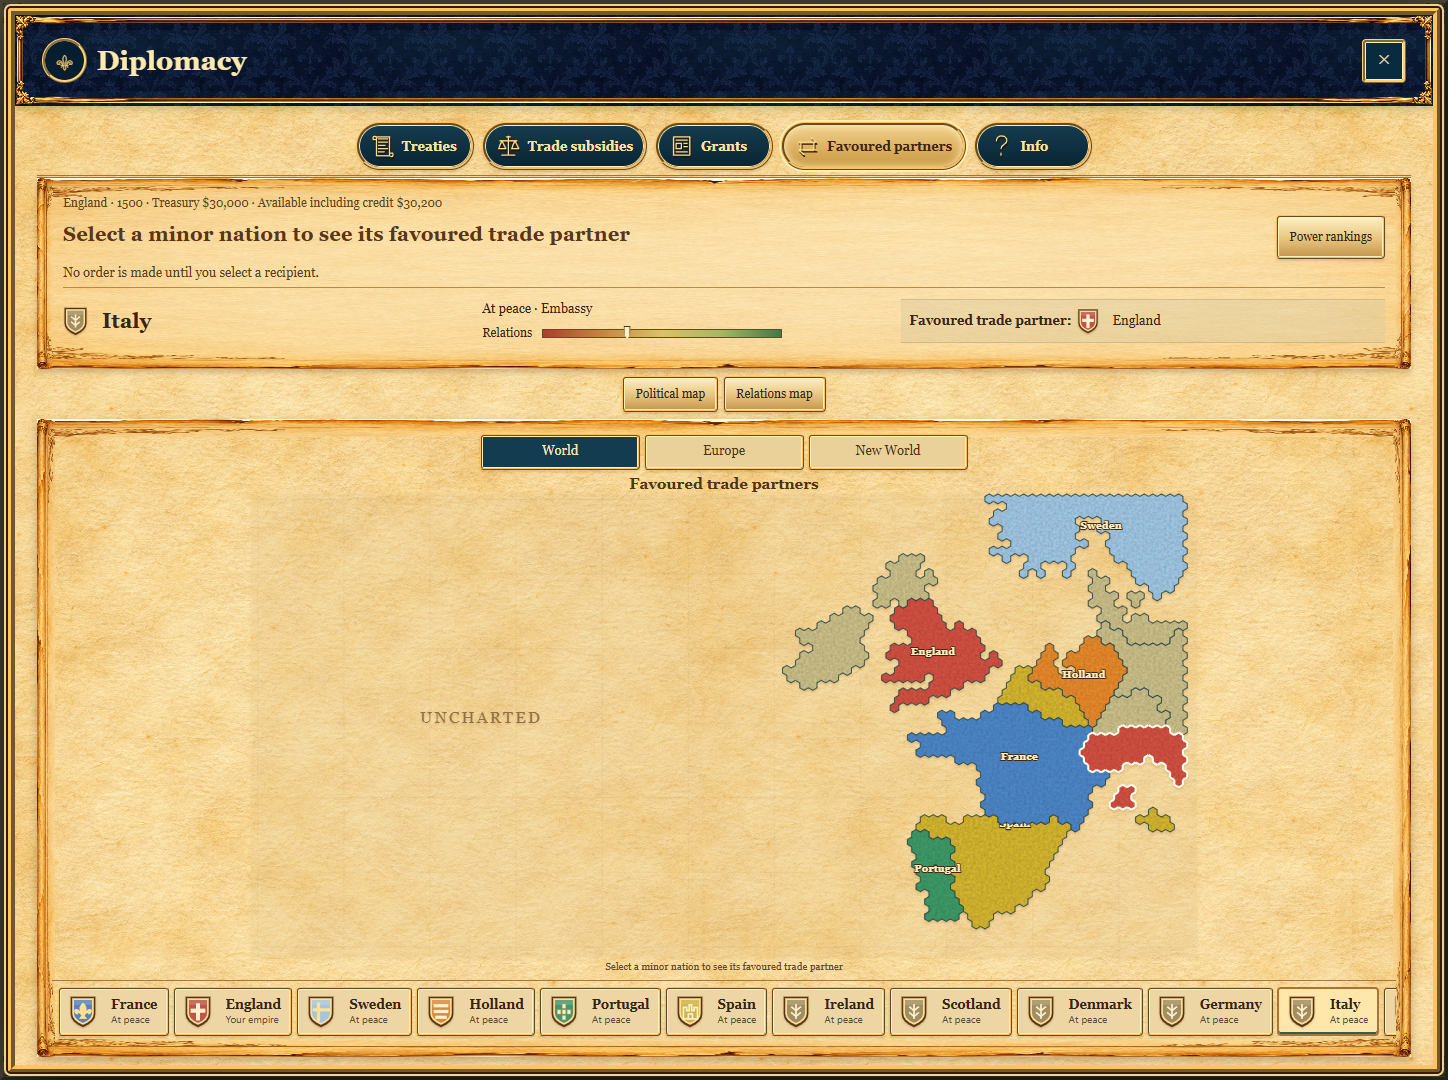 Diplomacy
×
Treaties
Trade subsidies
Grants
Favoured partners
Info
England · 1500 · Treasury $30,000 · Available including credit $30,200
Select a minor nation to see its favoured trade partner
Power rankings
No order is made until you select a recipient.
Italy
At peace · Embassy
Relations
Favoured trade partner: England
Political map
Relations map
World
Europe
New World
Favoured trade partners
Sweden
England
Holland
UNCHARTED
France
Spain
Portugal
Select a minor nation to see its favoured trade partner
France
At peace
England
Your empire
Sweden
At peace
Holland
At peace
Portugal
At peace
Spain
At peace
Ireland
At peace
Scotland
At peace
Denmark
At peace
Germany
At peace
Italy
At peace